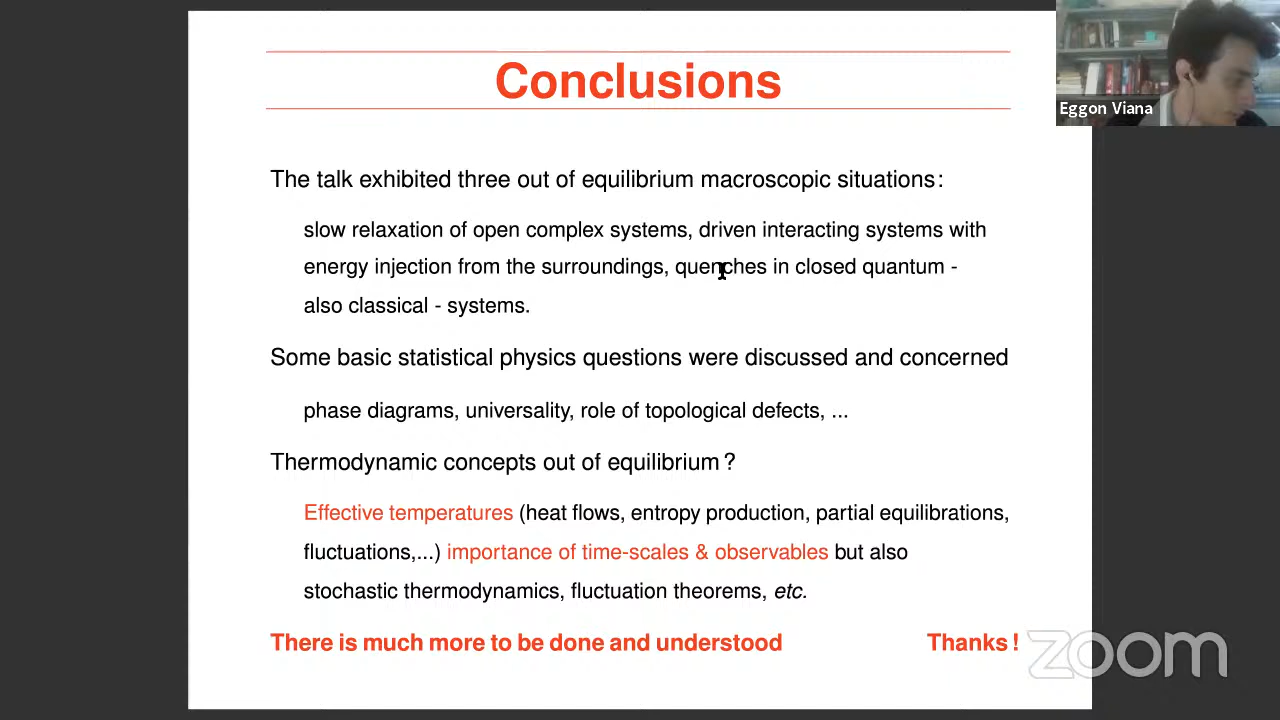 Conclusions
Eggon Viana
The talk exhibited three out of equilibrium macroscopic situations:
slow relaxation of open complex systems, driven interacting systems with
energy injection from the surroundings, quenches in closed quantum -
also classical - systems.
Some basic statistical physics questions were discussed and concerned
phase diagrams, universality, role of topological defects, ...
Thermodynamic concepts out of equilibrium ?
Effective temperatures (heat flows, entropy production, partial equilibrations,
fluctuations,...) importance of time-scales & observables but also
stochastic thermodynamics, fluctuation theorems, etc.
There is much more to be done and understood Thanks !
zoom